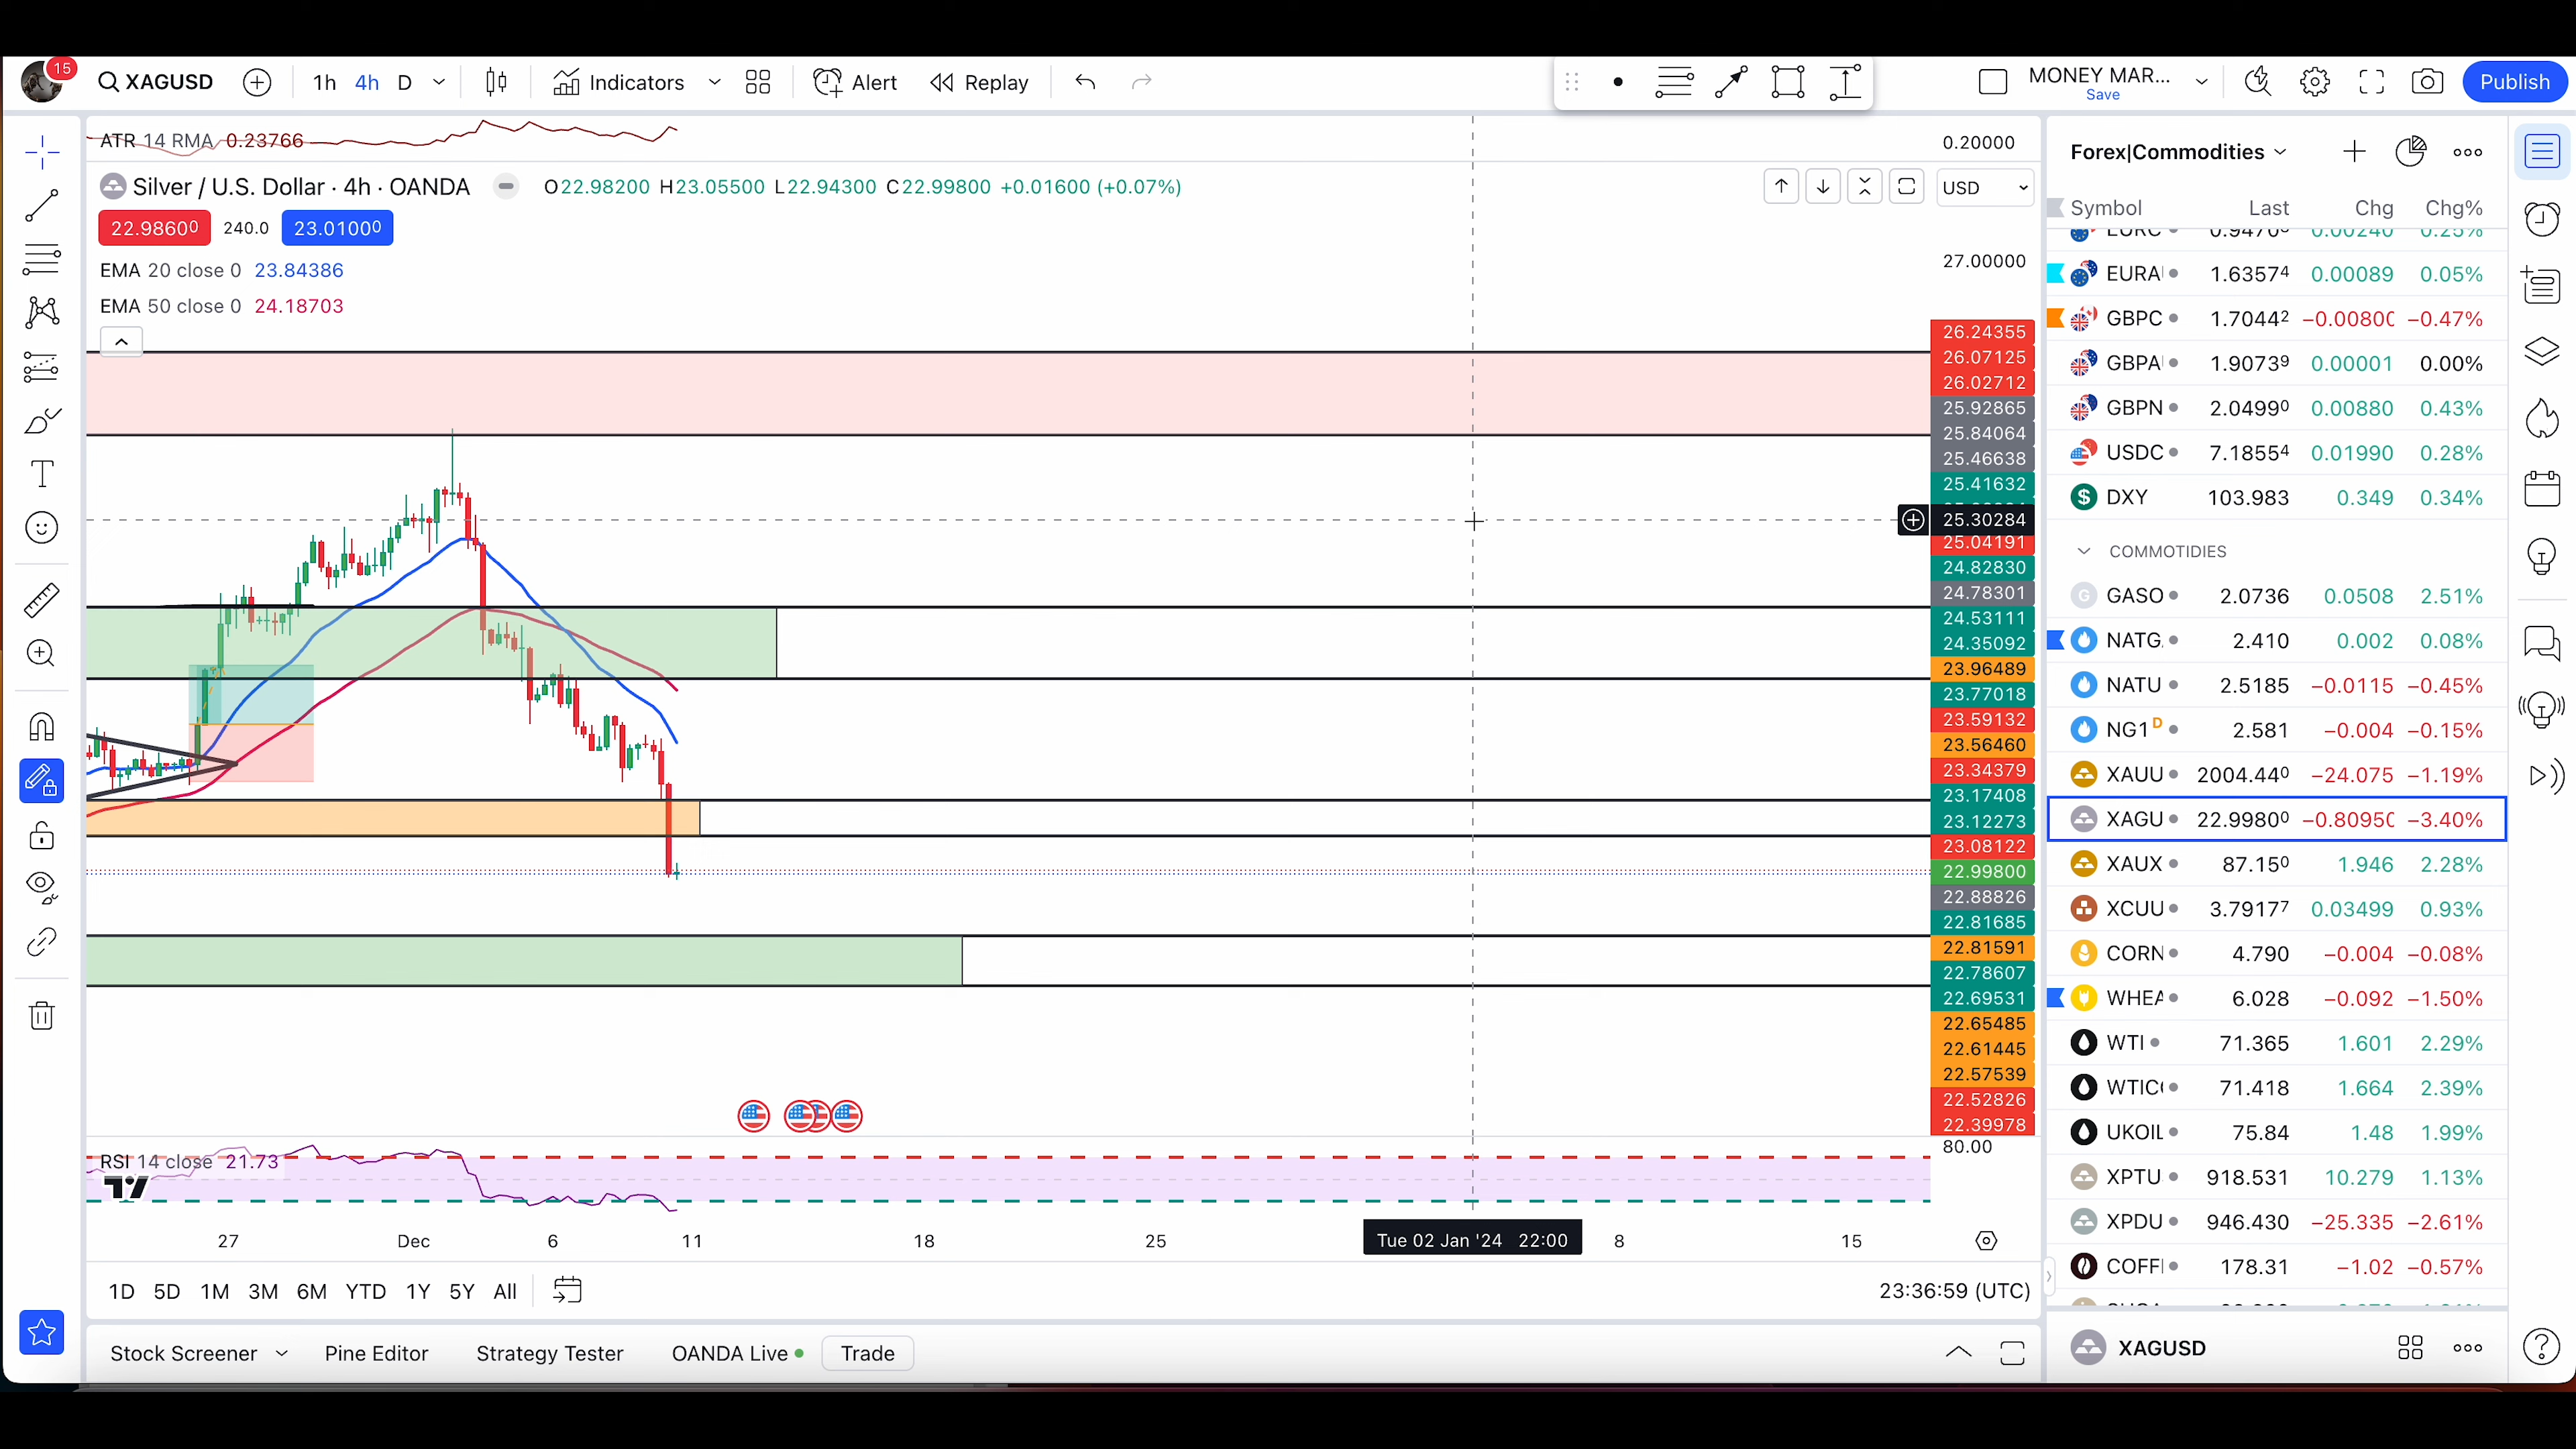 15
XAGUSD
1h 4h D
Indicators
Alert
Replay
MONEY MAR...
Save
Publish
ATR 14 RMA 0.23766
0.20000
Silver / U.S. Dollar · 4h · OANDA
O22.98200 H23.05500 L22.94300 C22.99800 +0.01600 (+0.07%)
USD
22.98600 240.0 23.01000
EMA 20 close 0 23.84386
EMA 50 close 0 24.18703
27.00000
26.24355
26.07125
26.02712
25.92865
25.84064
25.46638
25.41632
25.30284
25.04191
24.82830
24.78301
24.53111
24.35092
23.96489
23.77018
23.59132
23.56460
23.34379
23.17408
23.12273
23.08122
22.99800
22.88826
22.81685
22.81591
22.78607
22.69531
22.65485
22.61445
22.57539
22.52826
22.39978
80.00
RSI 14 close 21.73
27 Dec 6 11 18 25 Tue 02 Jan '24 22:00 8 15
1D 5D 1M 3M 6M YTD 1Y 5Y All
23:36:59 (UTC)
Stock Screener Pine Editor Strategy Tester OANDA Live Trade
Forex|Commodities
Symbol Last Chg Chg%
EURA 1.63574 0.00089 0.05%
GBPC 1.70442 −0.0080 −0.47%
GBPA 1.90739 0.00001 0.00%
GBPN 2.04990 0.00880 0.43%
USDC 7.18554 0.01990 0.28%
DXY 103.983 0.349 0.34%
COMMOTIDIES
GASO 2.0736 0.0508 2.51%
NATG 2.410 0.002 0.08%
NATU 2.5185 −0.0115 −0.45%
NG1 D 2.581 −0.004 −0.15%
XAUU 2004.440 −24.075 −1.19%
XAGU 22.99800 −0.8095 −3.40%
XAUX 87.150 1.946 2.28%
XCUU 3.79177 0.03499 0.93%
CORN 4.790 −0.004 −0.08%
WHEA 6.028 −0.092 −1.50%
WTI 71.365 1.601 2.29%
WTICO 71.418 1.664 2.39%
UKOIL 75.84 1.48 1.99%
XPTU 918.531 10.279 1.13%
XPDU 946.430 −25.335 −2.61%
COFF 178.31 −1.02 −0.57%
XAGUSD